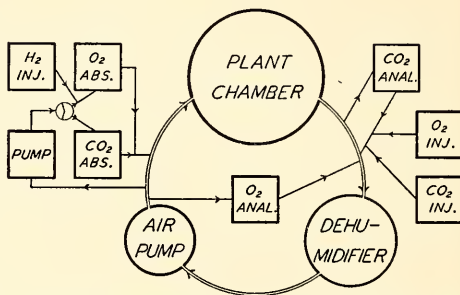 H2
INJ.
O2
ABS.
PUMP
CO2
ABS.
PLANT
CHAMBER
CO2
ANAL.
O2
INJ.
CO2
INJ.
O2
ANAL.
AIR
PUMP
DEHU-
MIDIFIER